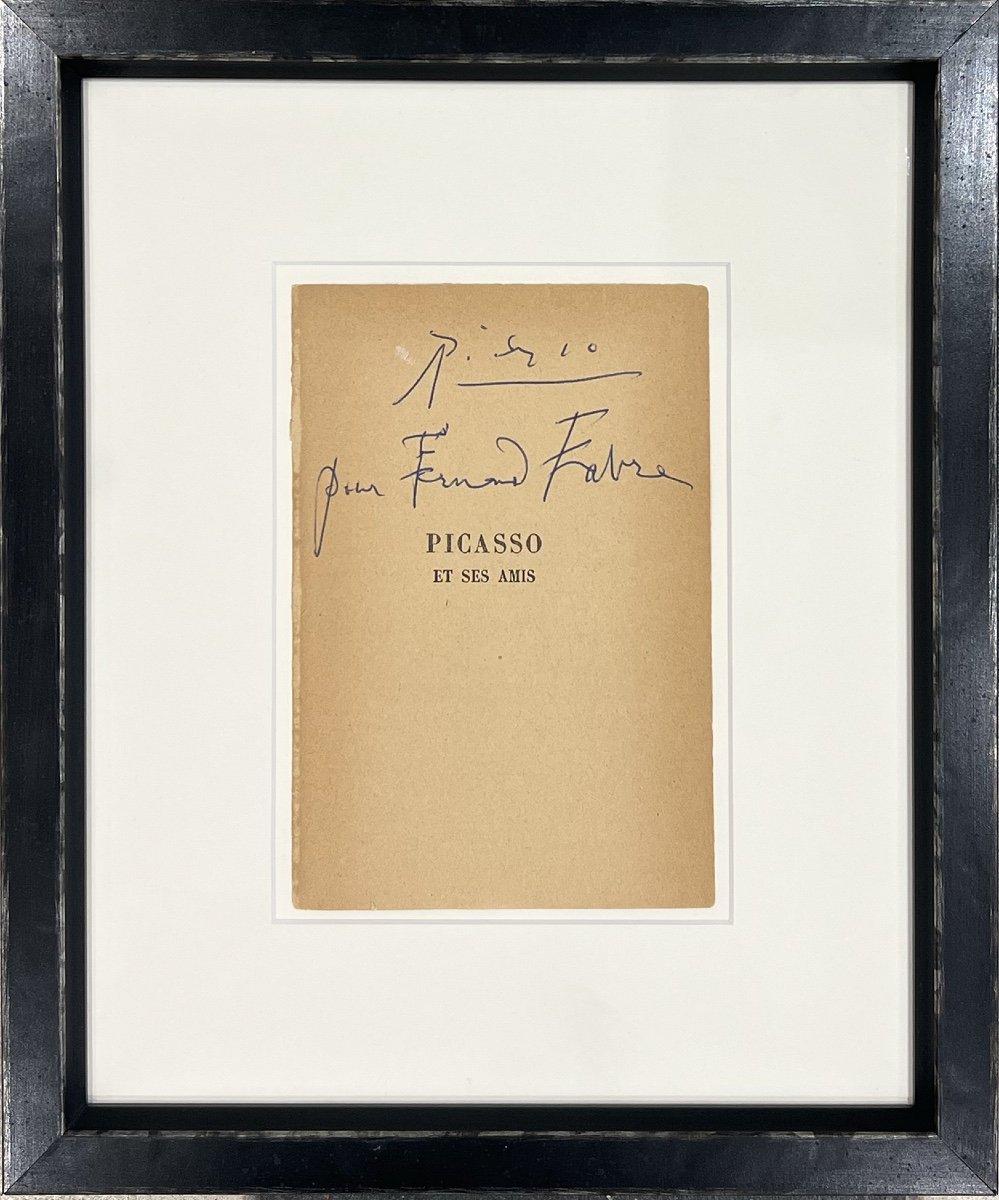 Picasso
pour Fernand Fabre
PICASSO
ET SES AMIS